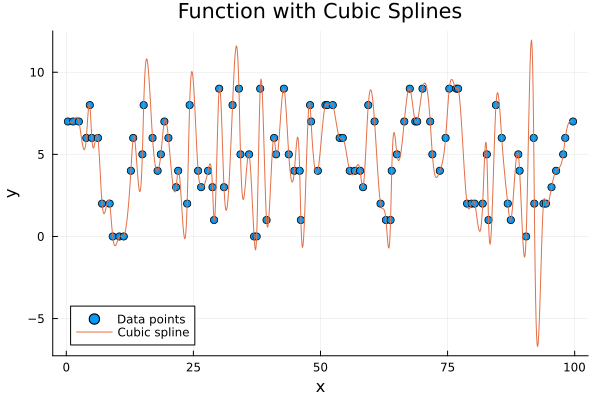 Function with Cubic Splines
y
10
5
0
−5
Data points
Cubic spline
0 25 50 75 100
x